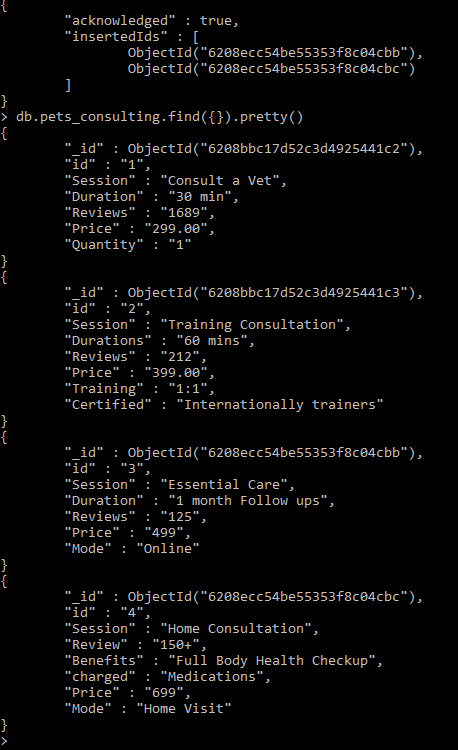 {
        "acknowledged" : true,
        "insertedIds" : [
                ObjectId("6208ecc54be55353f8c04cbb"),
                ObjectId("6208ecc54be55353f8c04cbc")
        ]
}
> db.pets_consulting.find({}).pretty()
{
        "_id" : ObjectId("6208bbc17d52c3d4925441c2"),
        "id" : "1",
        "Session" : "Consult a Vet",
        "Duration" : "30 min",
        "Reviews" : "1689",
        "Price" : "299.00",
        "Quantity" : "1"
}
{
        "_id" : ObjectId("6208bbc17d52c3d4925441c3"),
        "id" : "2",
        "Session" : "Training Consultation",
        "Durations" : "60 mins",
        "Reviews" : "212",
        "Price" : "399.00",
        "Training" : "1:1",
        "Certified" : "Internationally trainers"
}
{
        "_id" : ObjectId("6208ecc54be55353f8c04cbb"),
        "id" : "3",
        "Session" : "Essential Care",
        "Duration" : "1 month Follow ups",
        "Reviews" : "125",
        "Price" : "499",
        "Mode" : "Online"
}
{
        "_id" : ObjectId("6208ecc54be55353f8c04cbc"),
        "id" : "4",
        "Session" : "Home Consultation",
        "Review" : "150+",
        "Benefits" : "Full Body Health Checkup",
        "charged" : "Medications",
        "Price" : "699",
        "Mode" : "Home Visit"
}
>